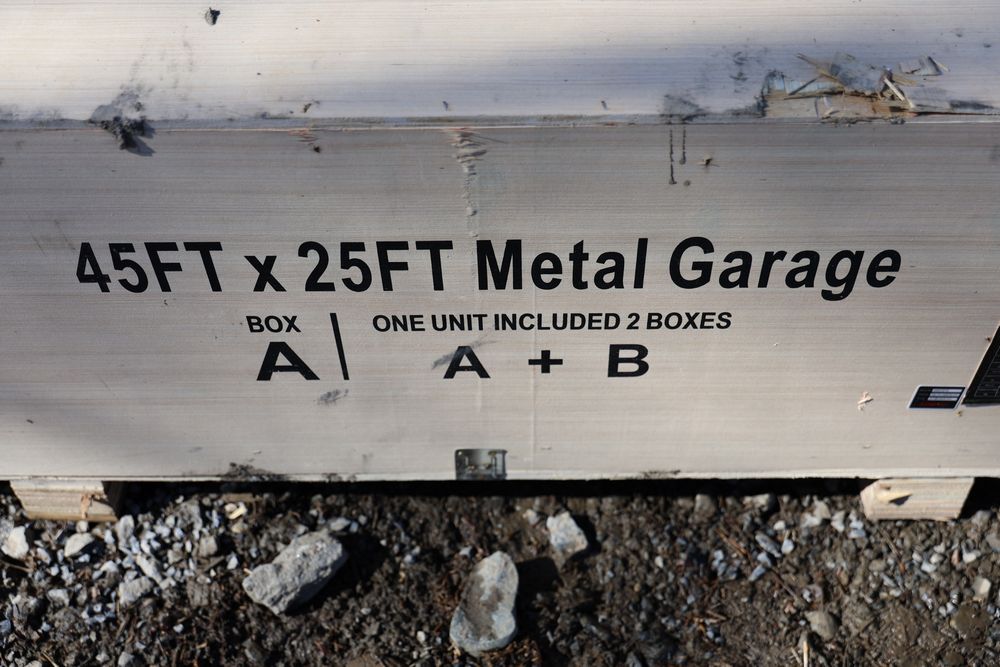 45FT x 25FT Metal Garage
BOX
A
ONE UNIT INCLUDED 2 BOXES
A + B